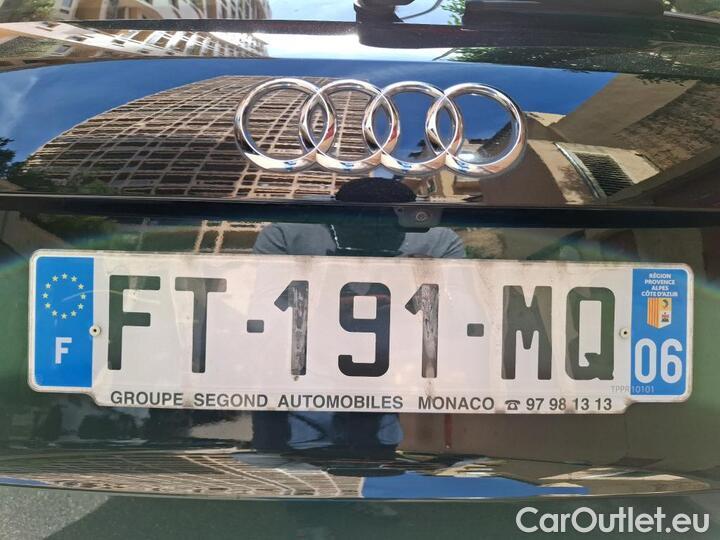 RÉGION
PROVENCE
ALPES
CÔTE D'AZUR
F
FT-191-MQ
06
TPPR10101
GROUPE SEGOND AUTOMOBILES MONACO ☎ 97 98 13 13
CarOutlet.eu